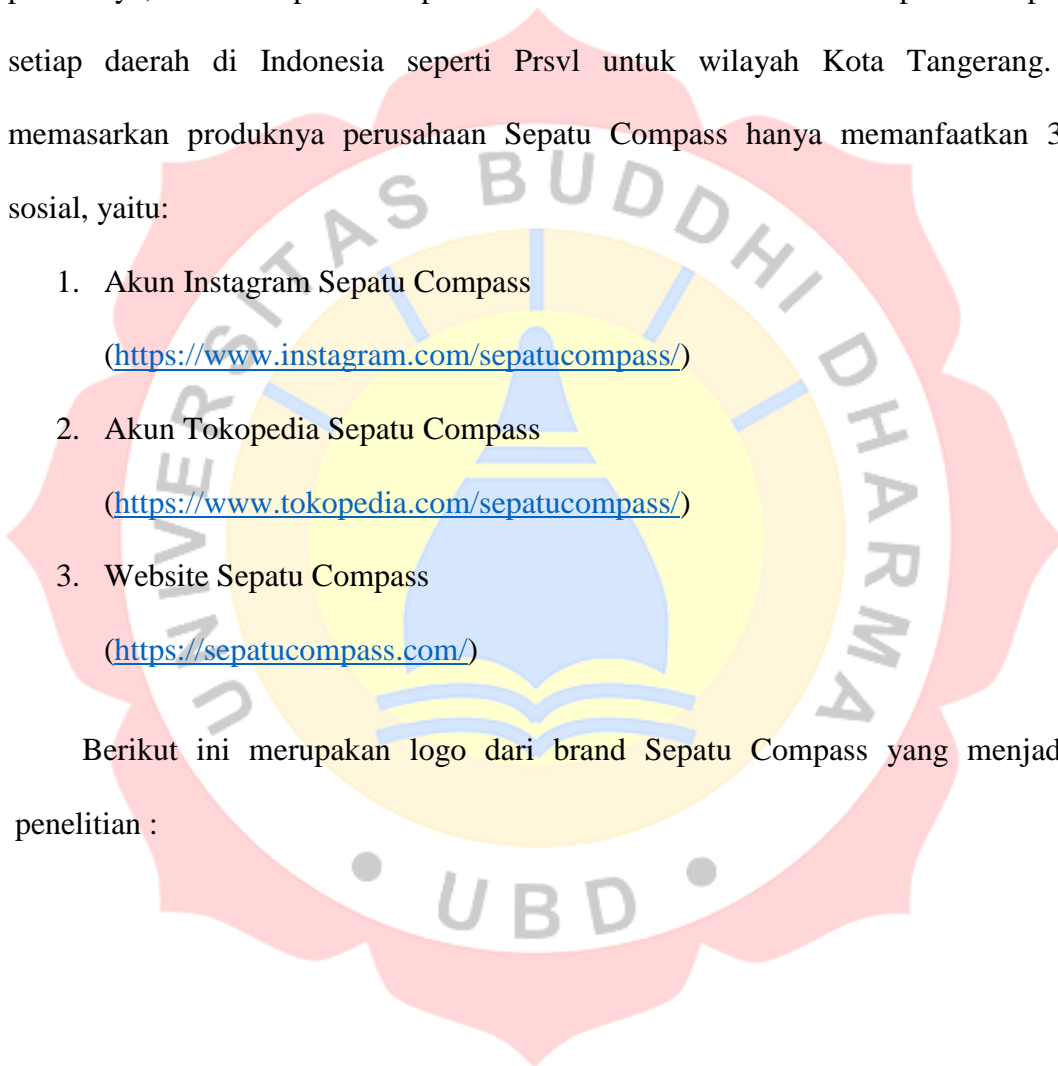 setiap daerah di Indonesia seperti Prsvl untuk wilayah Kota Tangerang.
memasarkan produknya perusahaan Sepatu Compass hanya memanfaatkan 3
sosial, yaitu:
1. Akun Instagram Sepatu Compass
(https://www.instagram.com/sepatucompass/)
2. Akun Tokopedia Sepatu Compass
(https://www.tokopedia.com/sepatucompass/)
3. Website Sepatu Compass
(https://sepatucompass.com/)
Berikut ini merupakan logo dari brand Sepatu Compass yang
penelitian :
UNIVERSITAS BUDDHI DHARMA
• UBD •